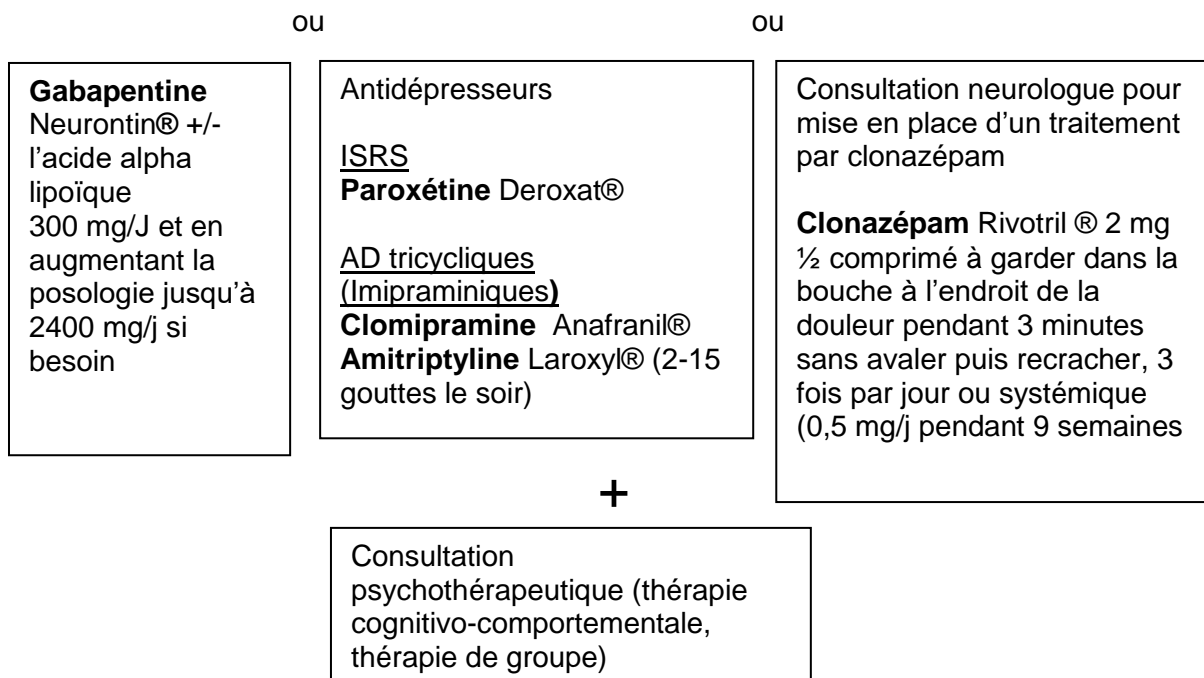 ou
ou
Gabapentine
Neurontin® +/-
l’acide alpha
lipoïque
300 mg/J et en
augmentant la
posologie jusqu’à
2400 mg/j si
besoin
Antidépresseurs
ISRS
Paroxétine Deroxat®
AD tricycliques
(Imipraminiques)
Clomipramine Anafranil®
Amitriptyline Laroxyl® (2-15
gouttes le soir)
Consultation neurologue pour
mise en place d’un traitement
par clonazépam
Clonazépam Rivotril ® 2 mg
½ comprimé à garder dans la
bouche à l’endroit de la
douleur pendant 3 minutes
sans avaler puis recracher, 3
fois par jour ou systémique
(0,5 mg/j pendant 9 semaines
+
Consultation
psychothérapeutique (thérapie
cognitivo-comportementale,
thérapie de groupe)